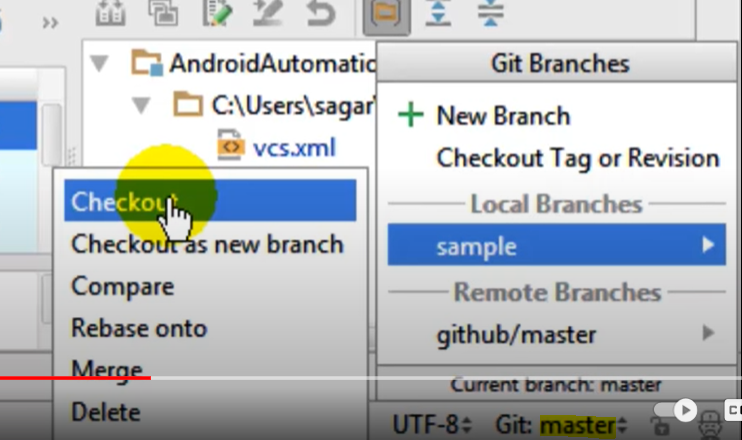 AndroidAutomatic
C:\Users\sagar
vcs.xml
Git Branches
New Branch
Checkout Tag or Revision
Local Branches
sample
Remote Branches
github/master
Current branch: master
Checkout
Checkout as new branch
Compare
Rebase onto
Merge
Delete
UTF-8 Git: master